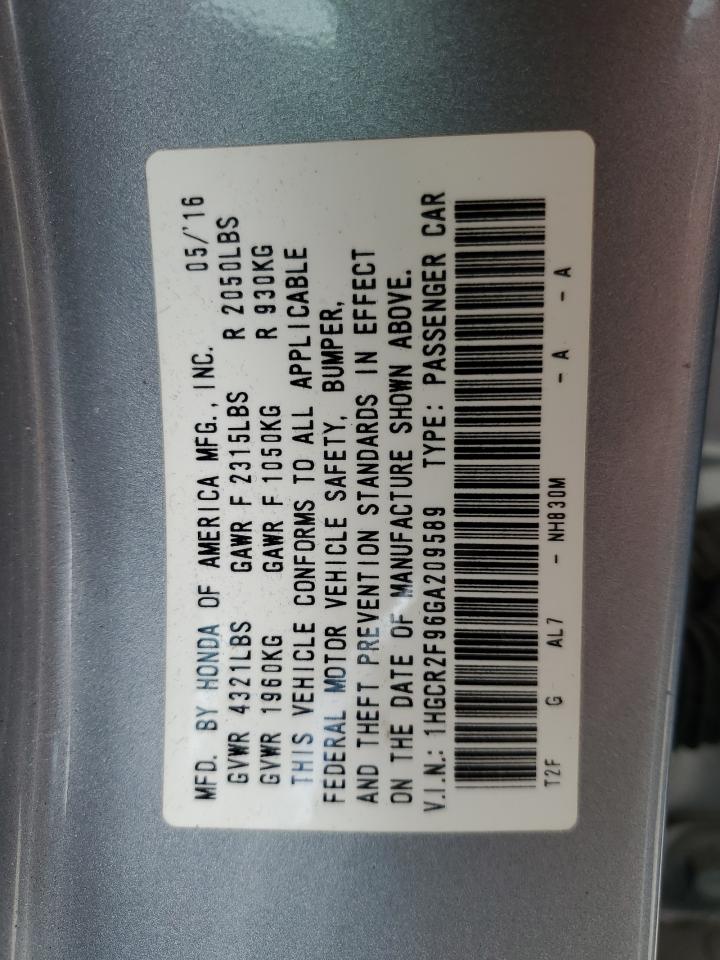 MFD. BY HONDA OF AMERICA MFG., INC. 05/'16
GVWR 4321LBS GAWR F 2315LBS R 2050LBS
GVWR 1960KG GAWR F 1050KG R 930KG
THIS VEHICLE CONFORMS TO ALL APPLICABLE
FEDERAL MOTOR VEHICLE SAFETY, BUMPER,
AND THEFT PREVENTION STANDARDS IN EFFECT
ON THE DATE OF MANUFACTURE SHOWN ABOVE.
V.I.N.: 1HGCR2F96GA209589 TYPE: PASSENGER CAR
T2F G AL7 - NH830M - A - A